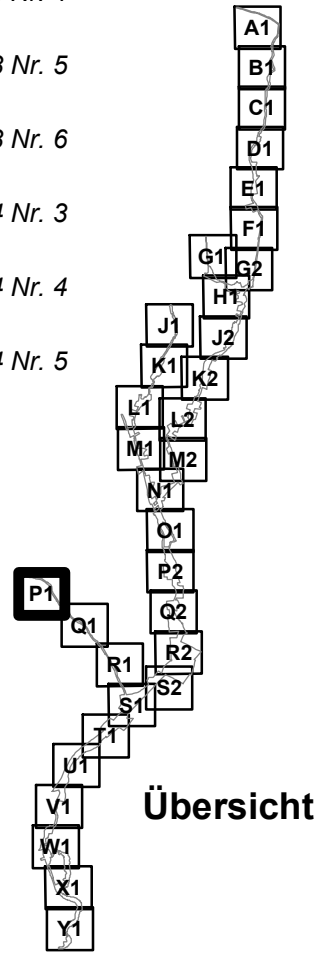 A1
3 Nr. 5
B1
C1
3 Nr. 6
D1
E1
4 Nr. 3
F1
G1
G2
4 Nr. 4
H1
J1
J2
4 Nr. 5
K1
K2
L1
L2
M1
M2
N1
O1
P2
P1
Q2
Q1
R1
R2
S2
S1
T1
U1
V1
Übersicht
W1
X1
Y1